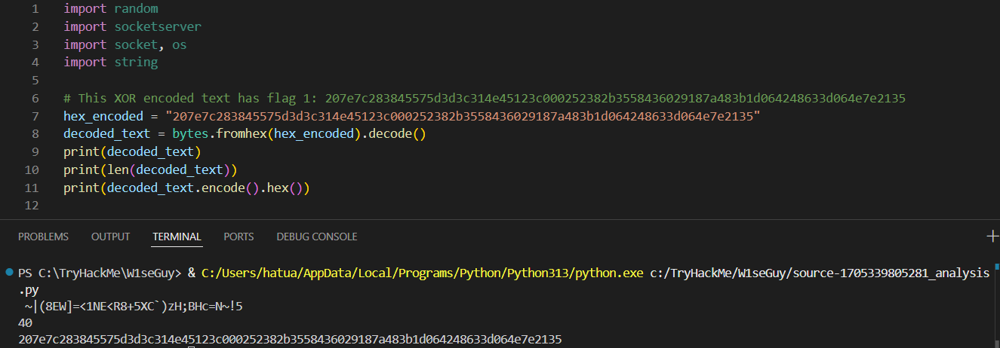 1 import random
2 import socketserver
3 import socket, os
4 import string
5
6 # This XOR encoded text has flag 1: 207e7c283845575d3d3c314e45123c000252382b3558436029187a483b1d064248633d064e7e2135
7 hex_encoded = "207e7c283845575d3d3c314e45123c000252382b3558436029187a483b1d064248633d064e7e2135"
8 decoded_text = bytes.fromhex(hex_encoded).decode()
9 print(decoded_text)
10 print(len(decoded_text))
11 print(decoded_text.encode().hex())
12
PROBLEMS OUTPUT TERMINAL PORTS DEBUG CONSOLE +
PS C:\TryHackMe\W1seGuy> & C:/Users/hatua/AppData/Local/Programs/Python/Python313/python.exe c:/TryHackMe/W1seGuy/source-1705339805281_analysis
.py
~|(8EW]=<1NE<R8+5XC`)zH;BHc=N~!5
40
207e7c283845575d3d3c314e45123c000252382b3558436029187a483b1d064248633d064e7e2135